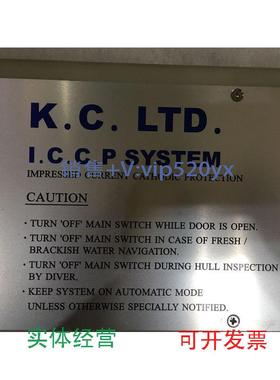 K.C. LTD.
I.C.C.P SYSTEM
销售+V-vip520yx
IMPRESSED CURRENT CATHODIC PROTECTION
CAUTION
• TURN 'OFF' MAIN SWITCH WHILE DOOR IS OPEN.
• TURN 'OFF' MAIN SWITCH IN CASE OF FRESH /
BRACKISH WATER NAVIGATION.
• TURN 'OFF' MAIN SWITCH DURING HULL INSPECTION
BY DIVER.
• KEEP SYSTEM ON AUTOMATIC MODE
UNLESS OTHERWISE SPECIALLY NOTIFIED.
实体经营 可开发票